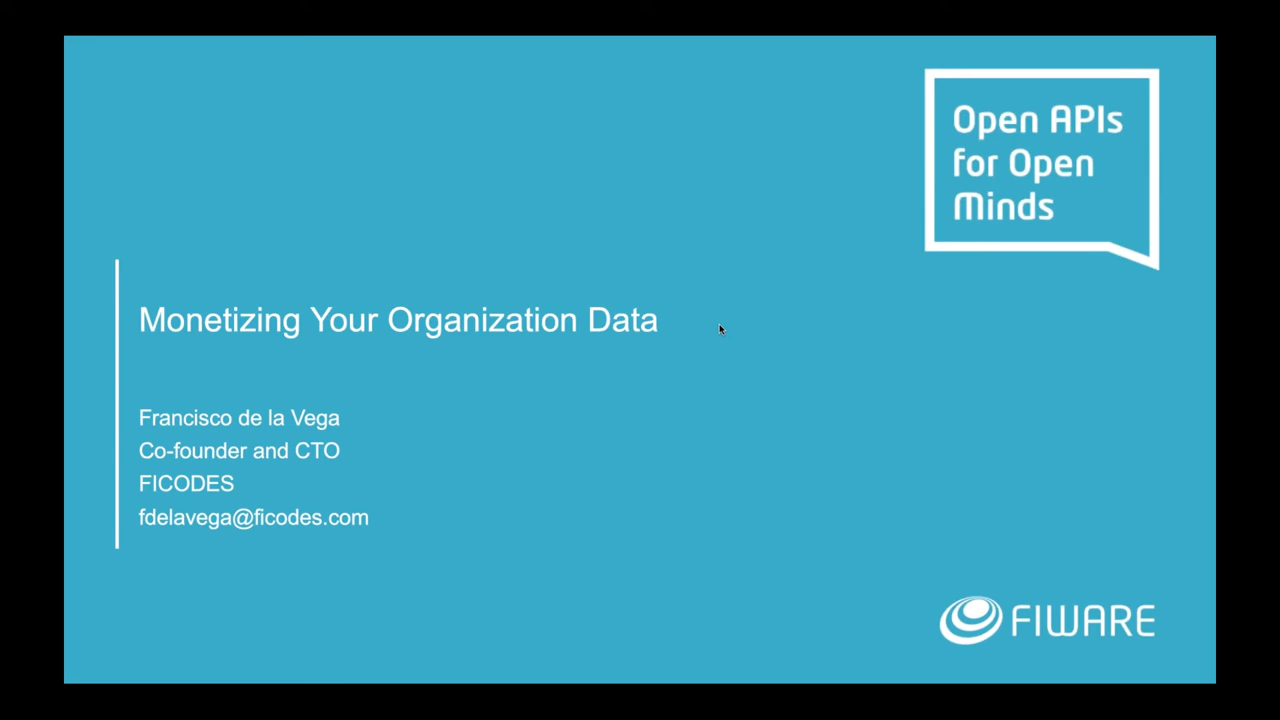 Open APIs
for Open
Minds
Monetizing Your Organization Data
Francisco de la Vega
Co-founder and CTO
FICODES
fdelavega@ficodes.com
FIWARE